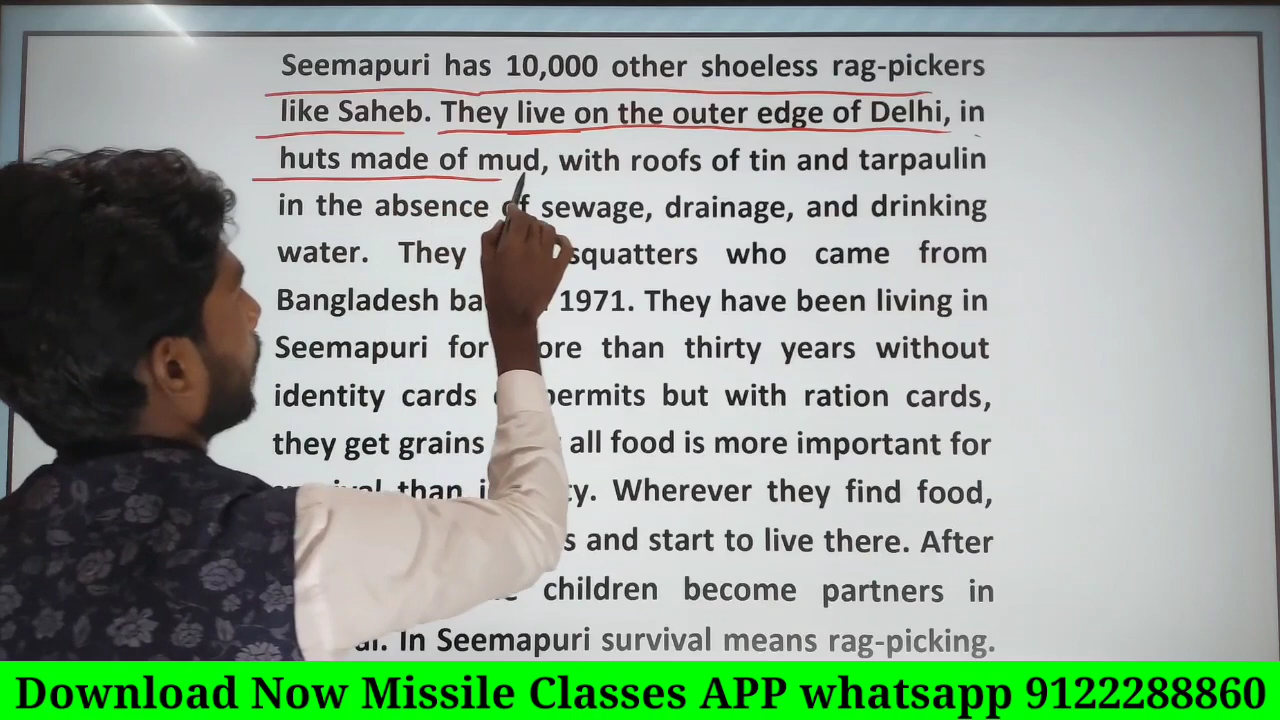 Seemapuri has 10,000 other shoeless rag-pickers
like Saheb. They live on the outer edge of Delhi, in
huts made of mud, with roofs of tin and tarpaulin
in the absence of sewage, drainage, and drinking
water. They squatters who came from
Bangladesh 1971. They have been living in
Seemapuri for more than thirty years without
identity cards permits but with ration cards,
they get grains all food is more important for
survival than Wherever they find food,
and start to live there. After
children become partners in
In Seemapuri survival means rag-picking.
Download Now Missile Classes APP whatsapp 9122288860